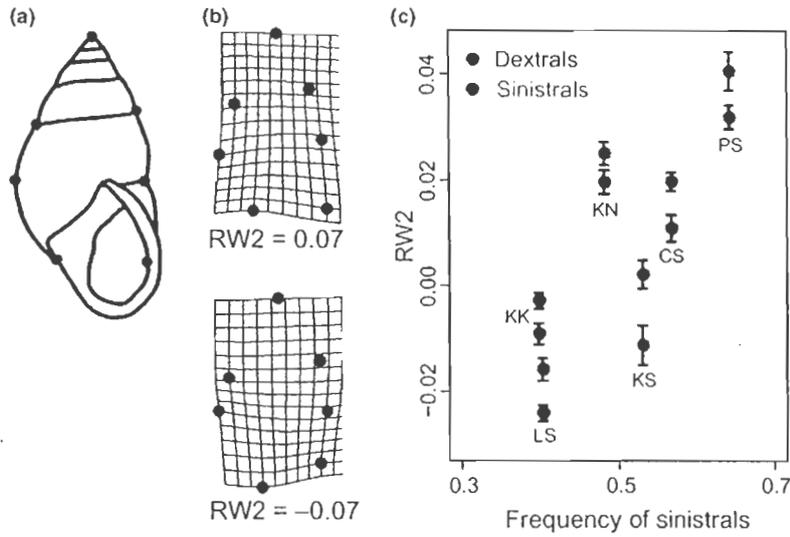 (a)
(b)
RW2 = 0.07
RW2 = −0.07
(c)
Dextrals
Sinistrals
RW2
0.04
0.02
0.00
−0.02
PS
KN
CS
KK
KS
LS
0.3
0.5
0.7
Frequency of sinistrals